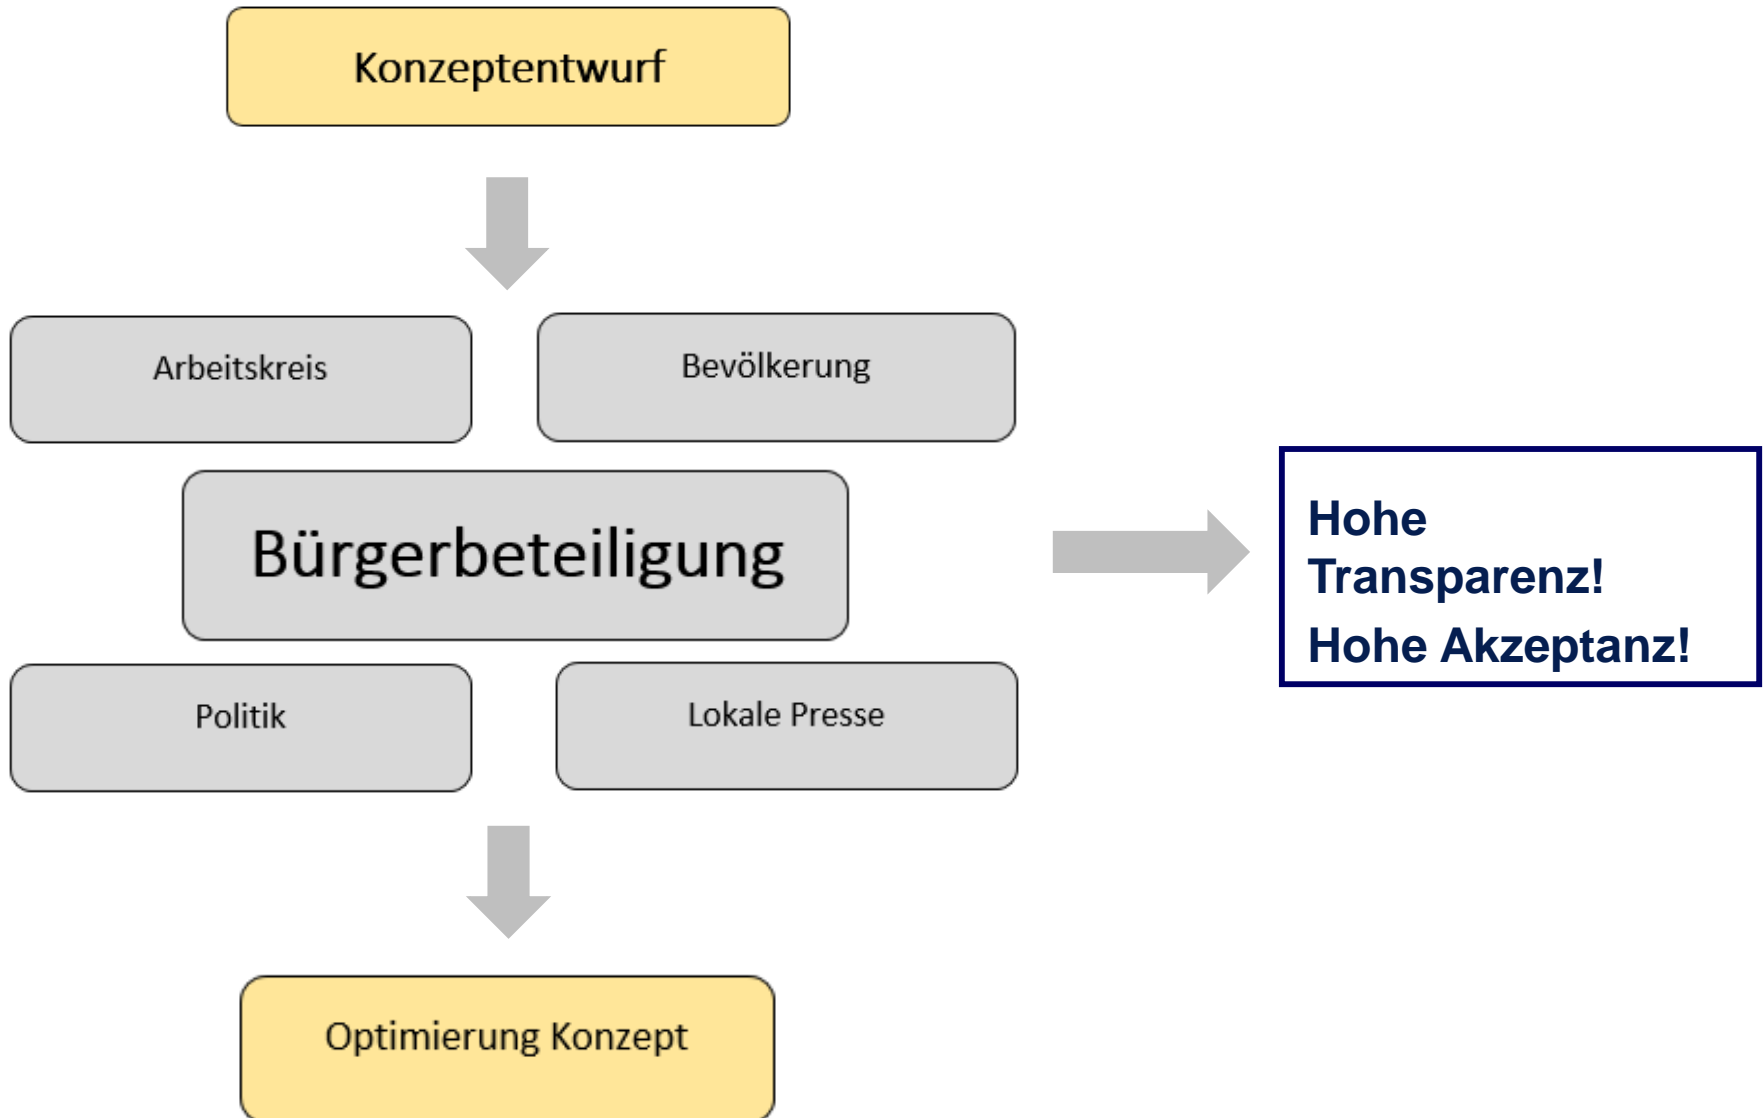 Konzeptentwurf
Arbeitskreis
Bevölkerung
Bürgerbeteiligung
Politik
Lokale Presse
Optimierung Konzept
Hohe
Transparenz!
Hohe Akzeptanz!